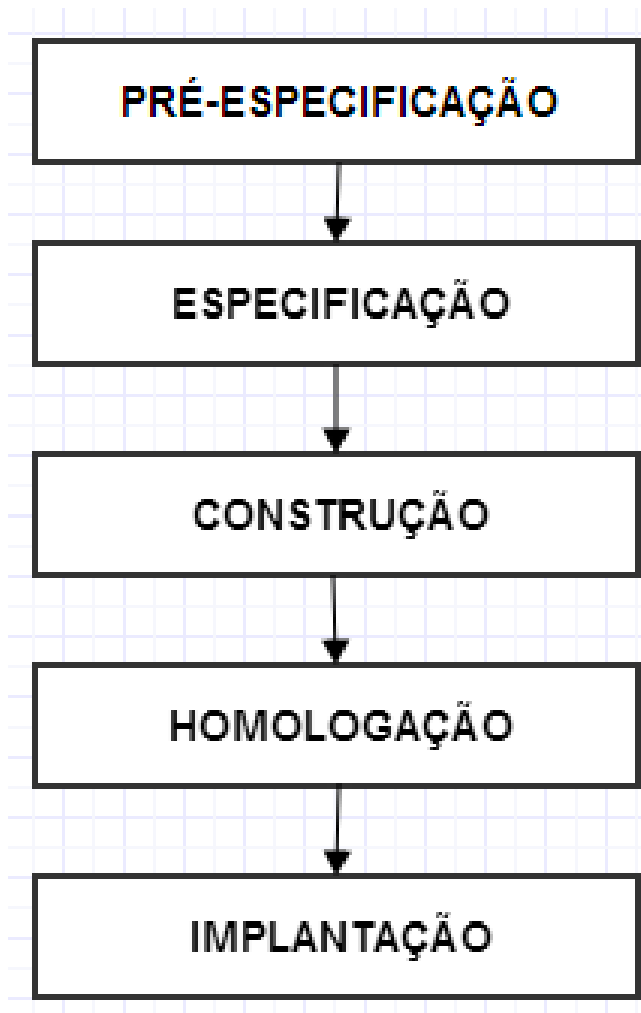 PRÉ-ESPECIFICAÇÃO
ESPECIFICAÇÃO
CONSTRUÇÃO
HOMOLOGAÇÃO
IMPLANTAÇÃO